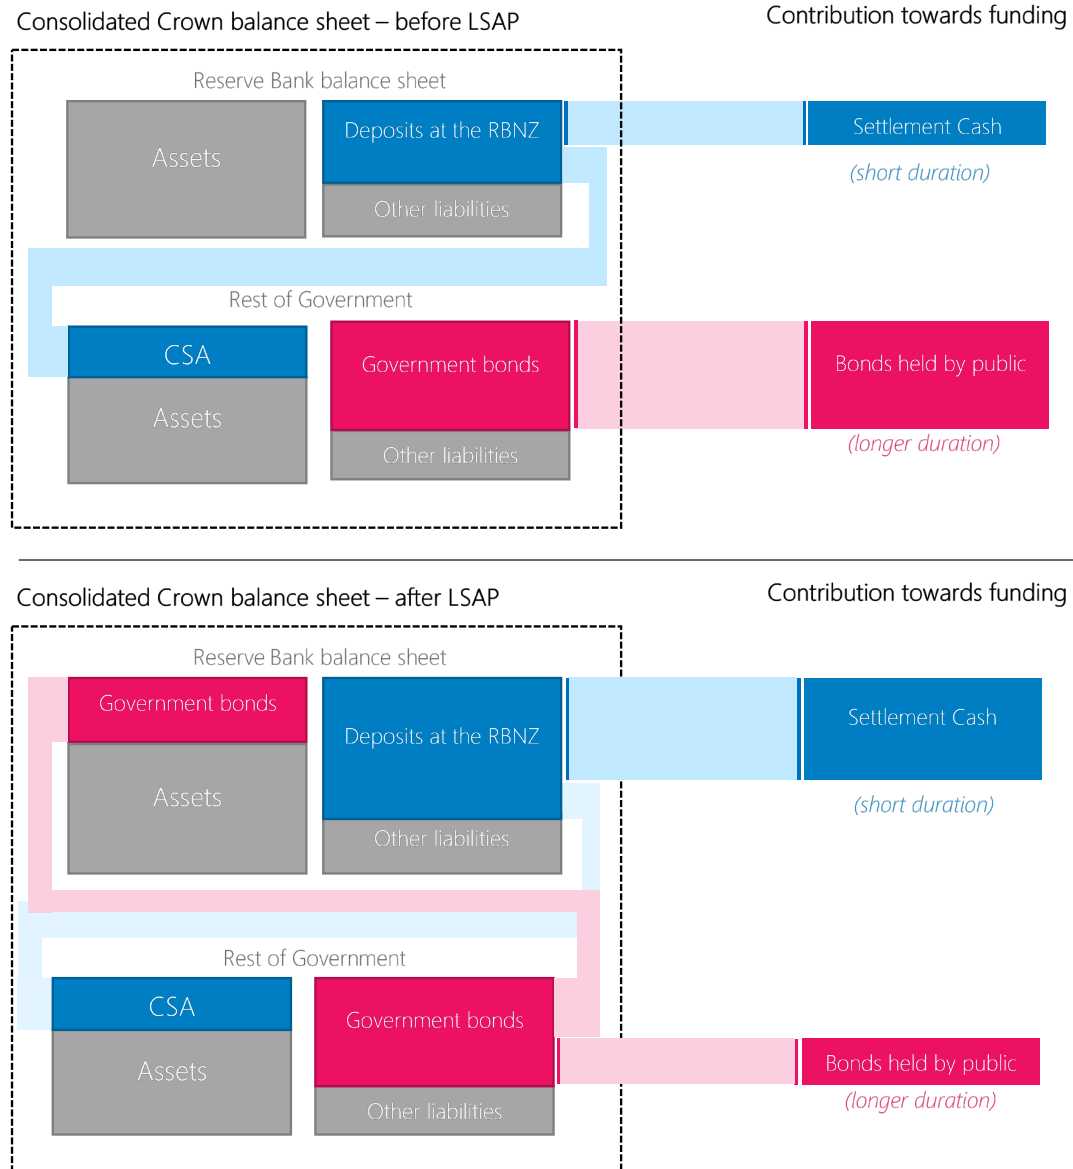 Consolidated Crown balance sheet – before LSAP
Contribution towards funding
Reserve Bank balance sheet
Assets
Deposits at the RBNZ
Other liabilities
Settlement Cash
(short duration)
Rest of Government
CSA
Assets
Government bonds
Other liabilities
Bonds held by public
(longer duration)
Consolidated Crown balance sheet – after LSAP
Contribution towards funding
Reserve Bank balance sheet
Government bonds
Assets
Deposits at the RBNZ
Other liabilities
Settlement Cash
(short duration)
Rest of Government
CSA
Assets
Government bonds
Other liabilities
Bonds held by public
(longer duration)